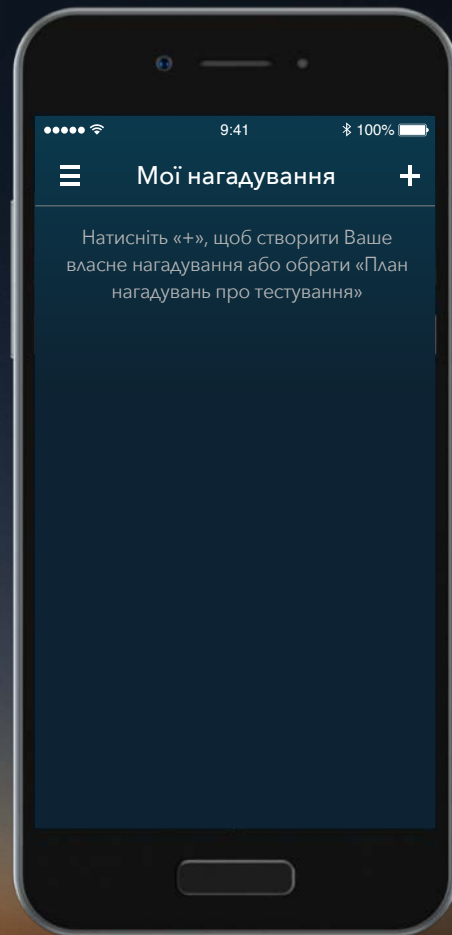 9:41
100%
Мої нагадування
Натисніть «+», щоб створити Ваше
власне нагадування або обрати «План
нагадувань про тестування»